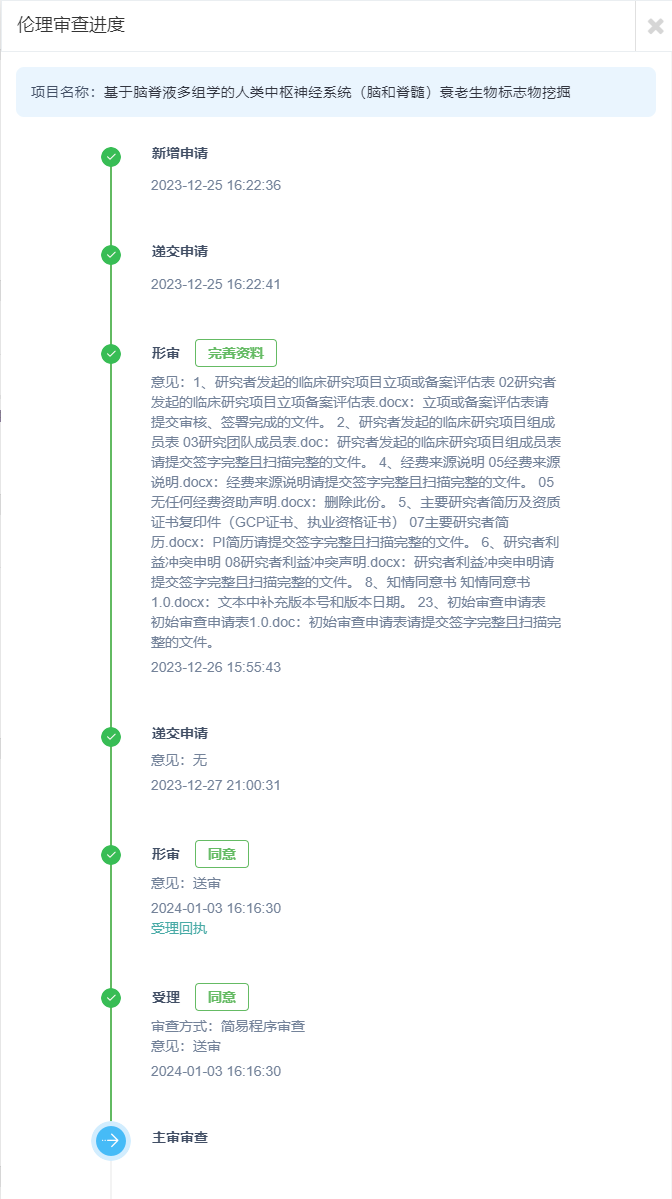 伦理审查进度
项目名称：基于脑脊液多组学的人类中枢神经系统（脑和脊髓）衰老生物标志物挖掘
新增申请
2023-12-25 16:22:36
递交申请
2023-12-25 16:22:41
形审 完善资料
意见：1、研究者发起的临床研究项目立项或备案评估表 02研究者
发起的临床研究项目立项备案评估表.docx：立项或备案评估表请
提交审核、签署完成的文件。 2、研究者发起的临床研究项目组成
员表 03研究团队成员表.doc：研究者发起的临床研究项目组成员表
请提交签字完整且扫描完整的文件。 4、经费来源说明 05经费来源
说明.docx：经费来源说明请提交签字完整且扫描完整的文件。 05
无任何经费资助声明.docx：删除此份。 5、主要研究者简历及资质
证书复印件（GCP证书、执业资格证书） 07主要研究者简
历.docx：PI简历请提交签字完整且扫描完整的文件。 6、研究者利
益冲突申明 08研究者利益冲突声明.docx：研究者利益冲突申明请
提交签字完整且扫描完整的文件。 8、知情同意书 知情同意书
1.0.docx：文本中补充版本号和版本日期。 23、初始审查申请表
初始审查申请表1.0.doc：初始审查申请表请提交签字完整且扫描完
整的文件。
2023-12-26 15:55:43
递交申请
意见：无
2023-12-27 21:00:31
形审 同意
意见：送审
2024-01-03 16:16:30
受理回执
受理 同意
审查方式：简易程序审查
意见：送审
2024-01-03 16:16:30
主审审查